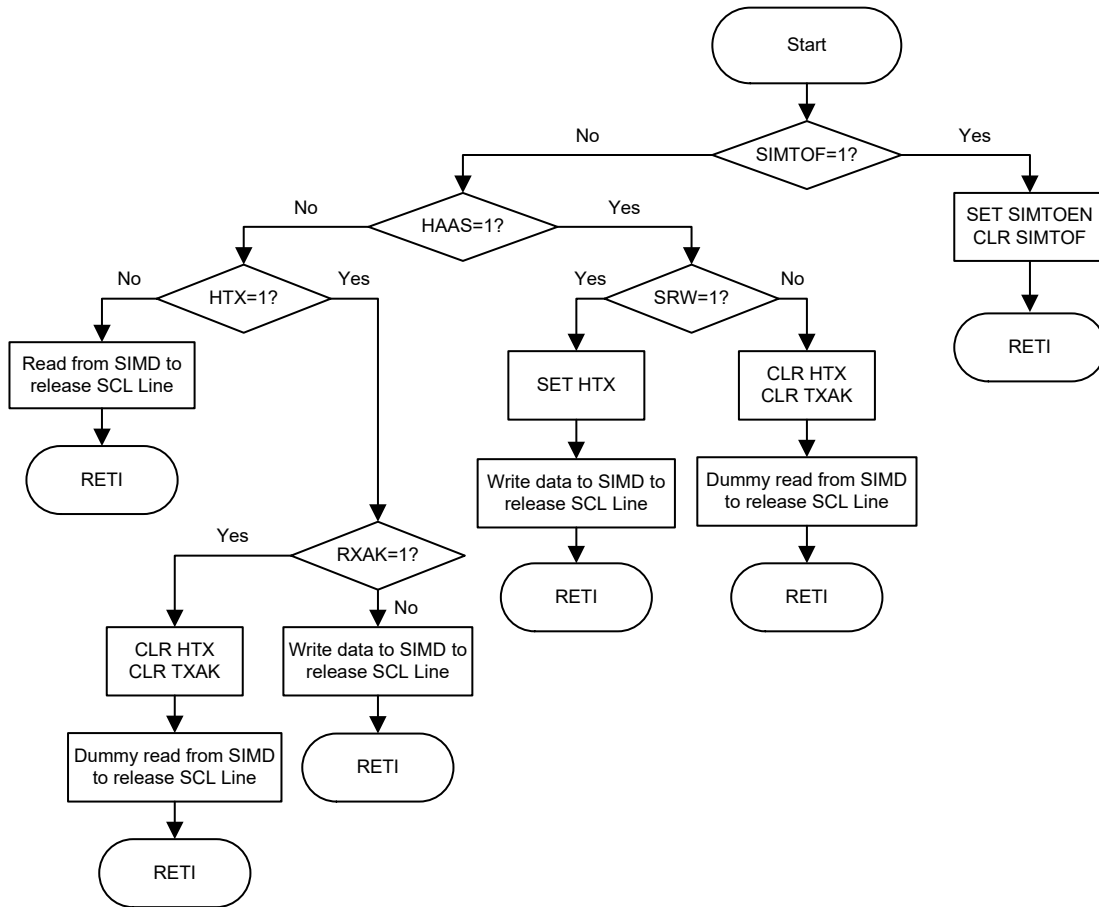 Start
No
SIMTOF=1?
Yes
No
HAAS=1?
Yes
SET SIMTOEN
CLR SIMTOF
No
HTX=1?
Yes
Yes
SRW=1?
No
RETI
Read from SIMD to
release SCL Line
SET HTX
CLR HTX
CLR TXAK
RETI
Write data to SIMD to
release SCL Line
Dummy read from SIMD
to release SCL Line
Yes
RXAK=1?
No
RETI
RETI
CLR HTX
CLR TXAK
Write data to SIMD to
release SCL Line
Dummy read from SIMD
to release SCL Line
RETI
RETI